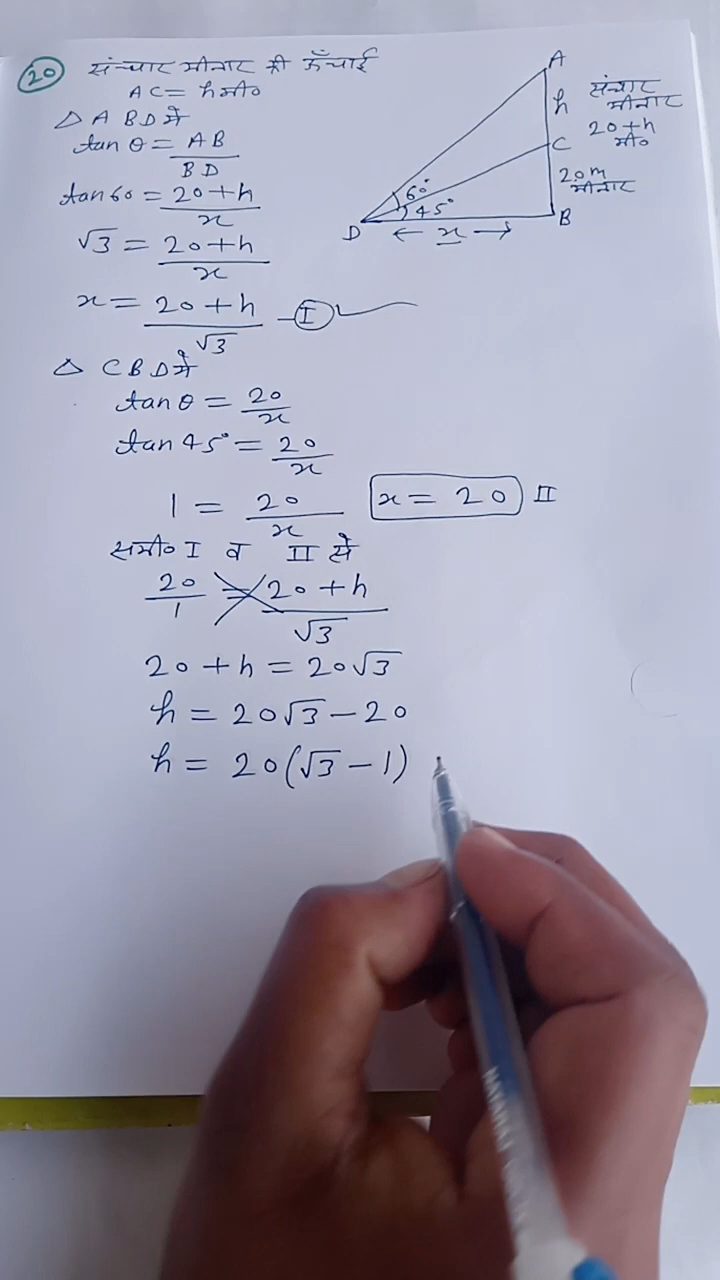 20 संन्चार मीनार की ऊँचाई
AC = h मी०
△ABD में
tan θ = AB/BD
tan 60 = 20+h/x
√3 = 20+h/x
x = 20+h/√3 —I
△ CBD में
tan θ = 20/x
tan 45° = 20/x
1 = 20/x x = 20 II
समी० I व II से
20/1 = 20+h/√3
20+h = 20√3
h = 20√3 – 20
h = 20(√3 – 1)
A
h संचार
मीनार
C 20+h
मी०
20m
मीनार
60°
45°
D ← x → B